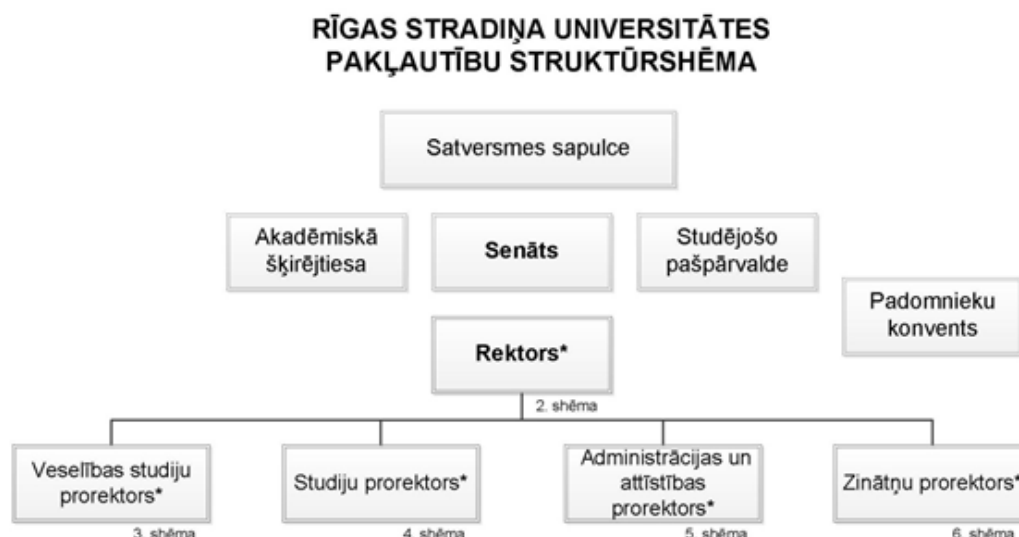 RĪGAS STRADIŅA UNIVERSITĀTES
PAKĻAUTĪBU STRUKTŪRSHĒMA
Satversmes sapulce
Akadēmiskā
šķirējtiesa
Senāts
Studējošo
pašpārvalde
Padomnieku
konvents
Rektors*
2. shēma
Veselības studiju
prorektors*
Studiju prorektors*
Administrācijas un
attīstības
prorektors*
Zinātņu prorektors*
3. shēma
4. shēma
5. shēma
6. shēma